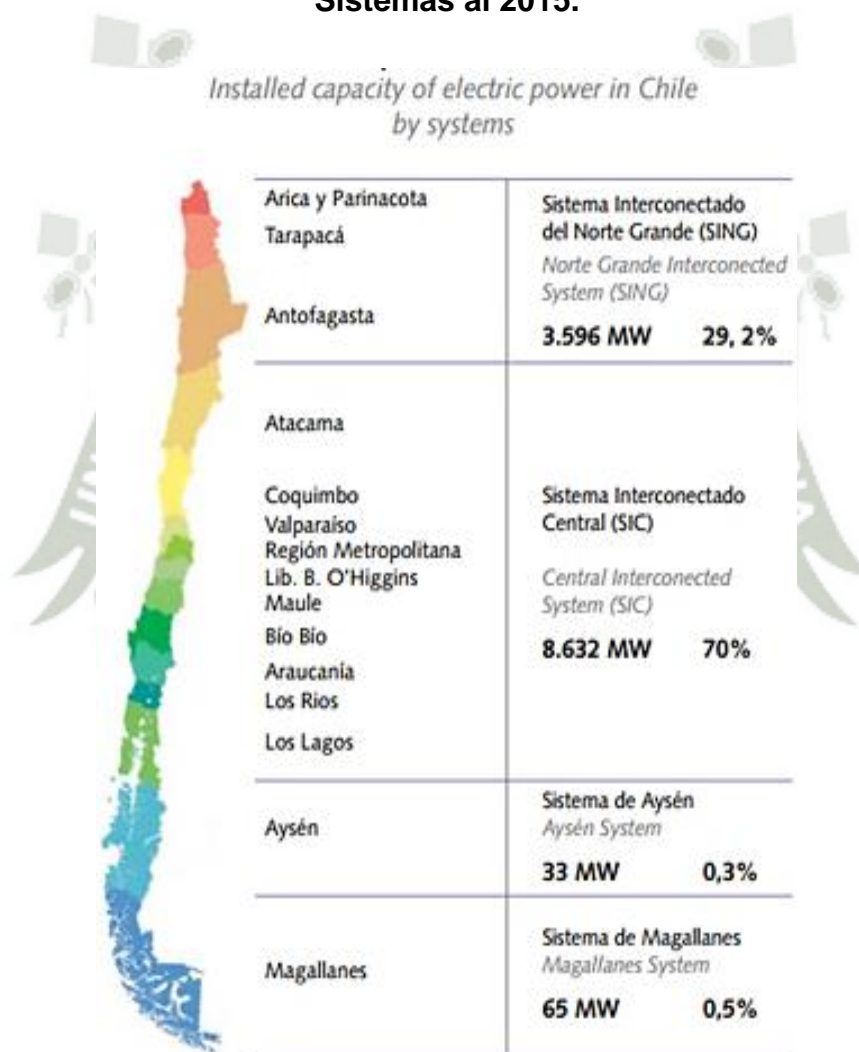 Sistemas al 2015.
Installed capacity of electric power in Chile
by systems
Arica y Parinacota
Tarapacá
Antofagasta
Sistema Interconectado
del Norte Grande (SING)
Norte Grande Interconected
System (SING)
3.596 MW 29, 2%
Atacama
Coquimbo
Valparaíso
Región Metropolitana
Lib. B. O'Higgins
Maule
Bío Bío
Araucanía
Los Rios
Los Lagos
Sistema Interconectado
Central (SIC)
Central Interconected
System (SIC)
8.632 MW 70%
Aysén
Sistema de Aysén
Aysén System
33 MW 0,3%
Magallanes
Sistema de Magallanes
Magallanes System
65 MW 0,5%